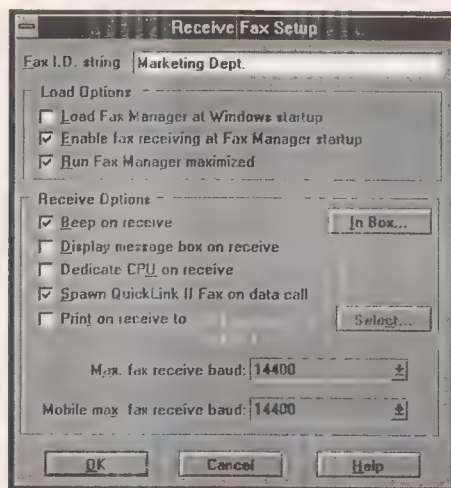 Receive Fax Setup
Fax I.D. string Marketing Dept.
Load Options
Load Fax Manager at Windows startup
Enable fax receiving at Fax Manager startup
Run Fax Manager maximized
Receive Options
Beep on receive In Box...
Display message box on receive
Dedicate CPU on receive
Spawn QuickLink II Fax on data call
Print on receive to Select...
Max. fax receive baud: 14400
Mobile max fax receive baud: 14400
OK Cancel Help